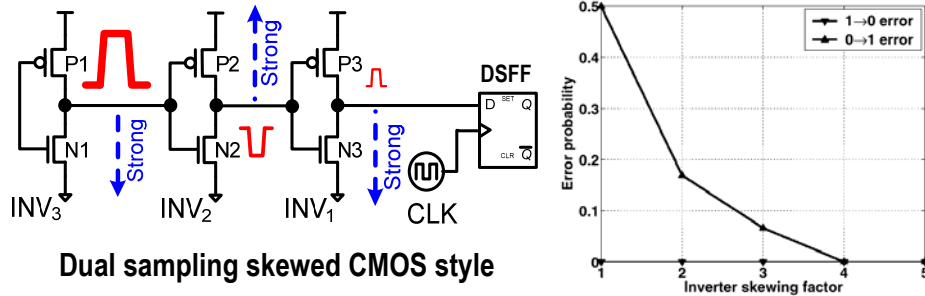 P1
Strong
P2
Strong
P3
DSFF
D
SET
Q
N1
Strong
N2
N3
Strong
CLR
Q
INV3
INV2
INV1
CLK
Dual sampling skewed CMOS style
0.5
0.4
0.3
0.2
0.1
0
1
2
3
4
5
Error probability
Inverter skewing factor
1→0 error
0→1 error